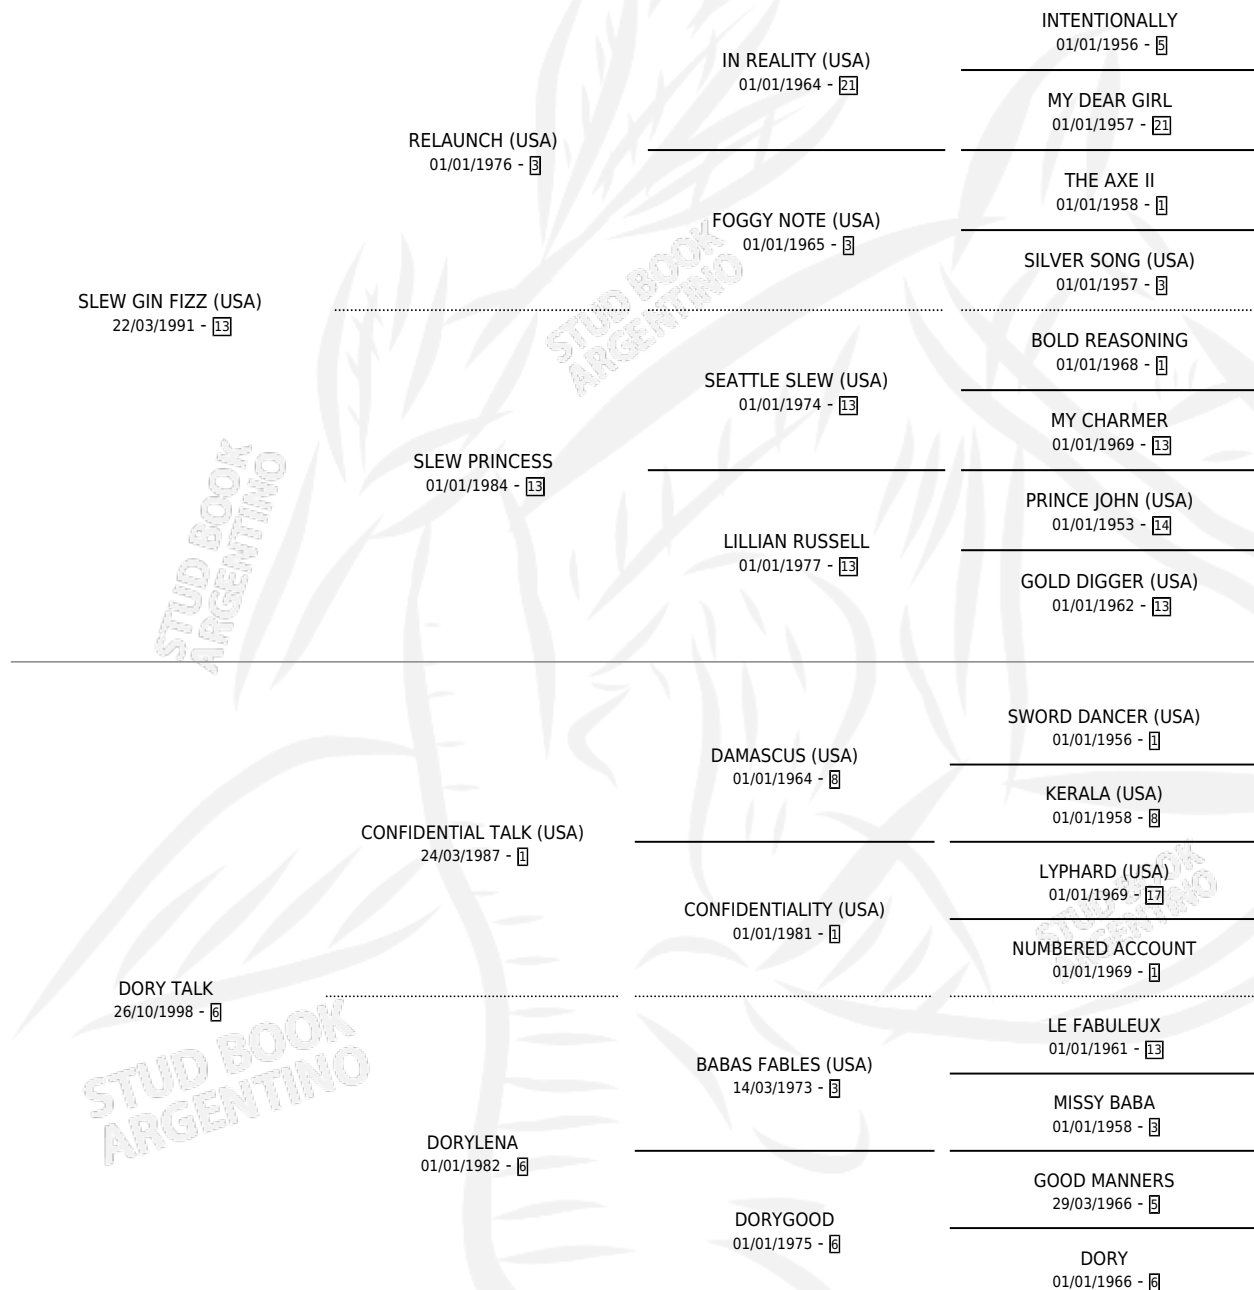 INTENTIONALLY
01/01/1956 - 5
IN REALITY (USA)
01/01/1964 - 21
MY DEAR GIRL
01/01/1957 - 21
RELAUNCH (USA)
01/01/1976 - 3
THE AXE II
01/01/1958 - 1
FOGGY NOTE (USA)
01/01/1965 - 3
SILVER SONG (USA)
01/01/1957 - 3
SLEW GIN FIZZ (USA)
22/03/1991 - 13
BOLD REASONING
01/01/1968 - 1
SEATTLE SLEW (USA)
01/01/1974 - 13
MY CHARMER
01/01/1969 - 13
SLEW PRINCESS
01/01/1984 - 13
PRINCE JOHN (USA)
01/01/1953 - 14
LILLIAN RUSSELL
01/01/1977 - 13
GOLD DIGGER (USA)
01/01/1962 - 13
SWORD DANCER (USA)
01/01/1956 - 1
DAMASCUS (USA)
01/01/1964 - 8
KERALA (USA)
01/01/1958 - 8
CONFIDENTIAL TALK (USA)
24/03/1987 - 1
LYPHARD (USA)
01/01/1969 - 17
CONFIDENTIALITY (USA)
01/01/1981 - 1
NUMBERED ACCOUNT
01/01/1969 - 1
DORY TALK
26/10/1998 - 6
LE FABULEUX
01/01/1961 - 13
BABAS FABLES (USA)
14/03/1973 - 3
MISSY BABA
01/01/1958 - 3
DORYLENA
01/01/1982 - 6
GOOD MANNERS
29/03/1966 - 5
DORYGOOD
01/01/1975 - 6
DORY
01/01/1966 - 6
STUD BOOK
ARGENTINO
STUD BOOK
ARGENTINO
STUD BOOK
ARGENTINO
STUD BOOK
ARGENTINO